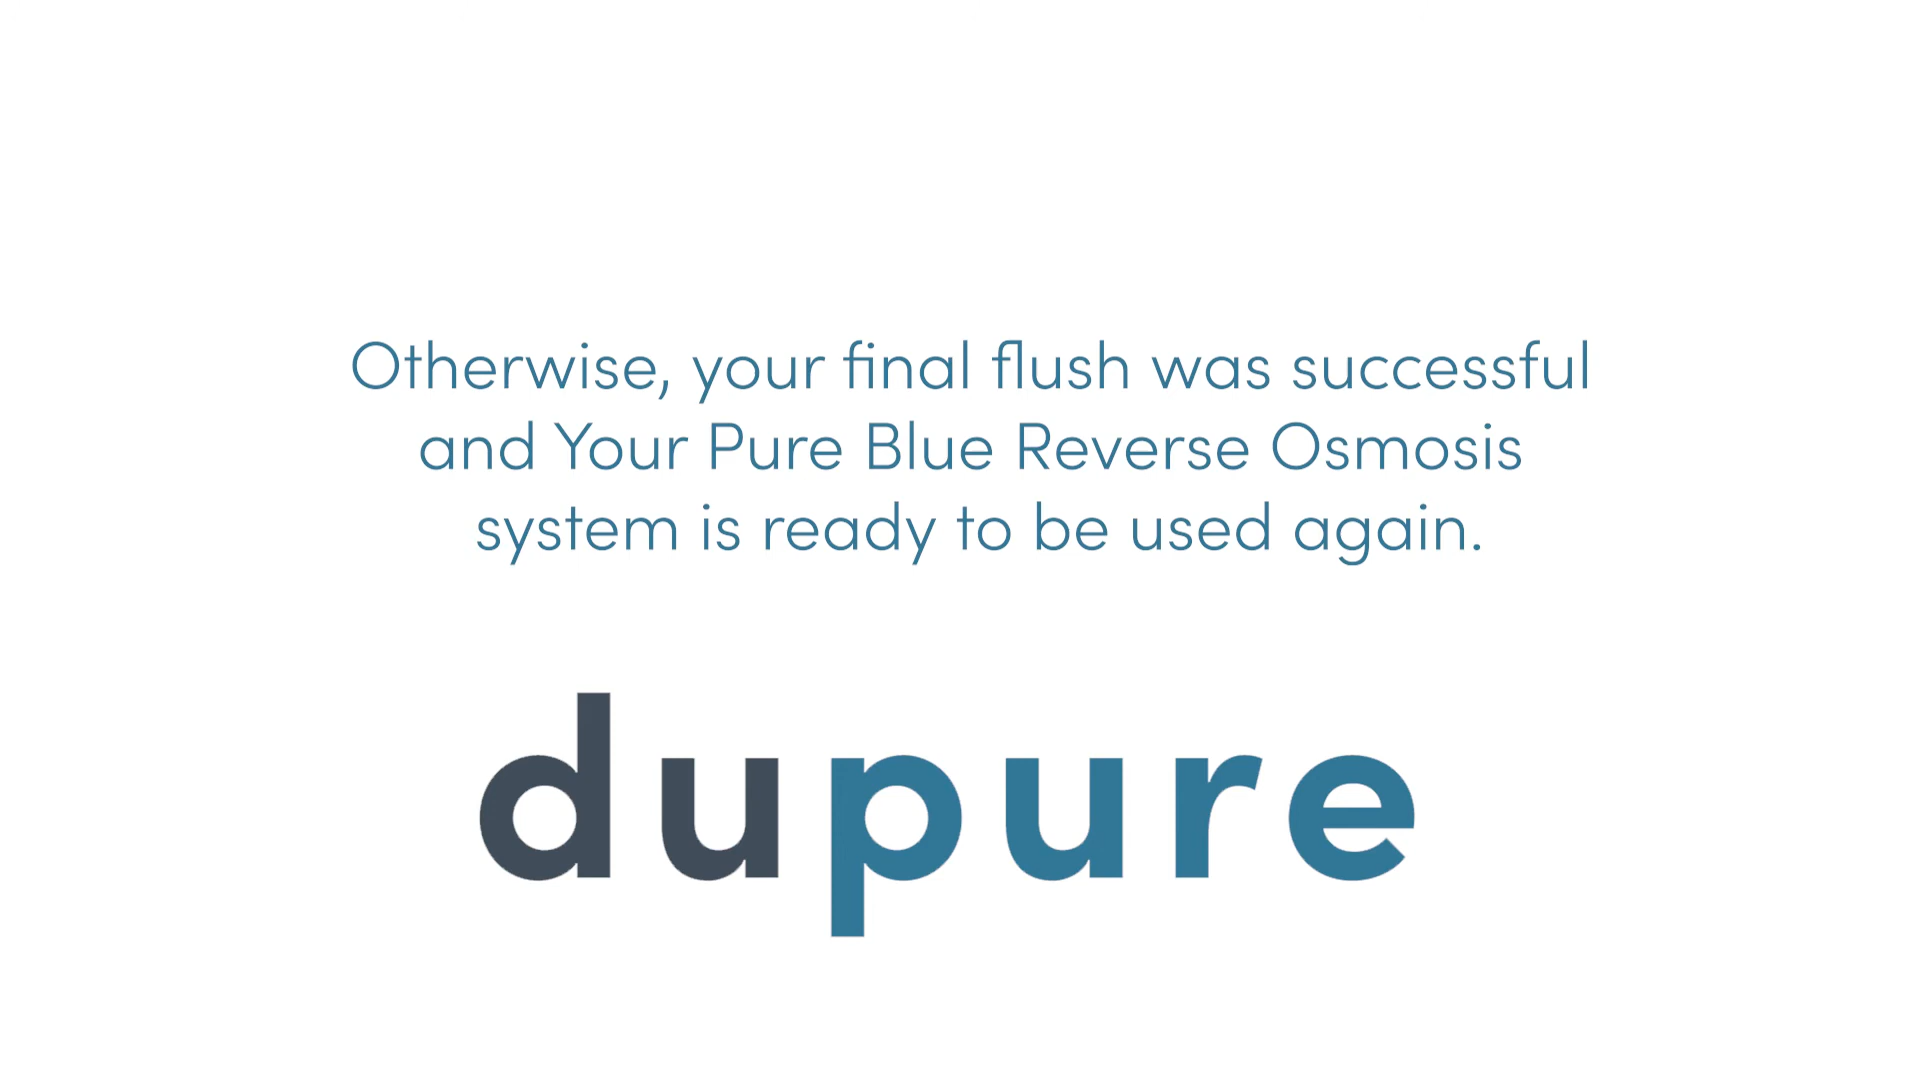 Otherwise, your final flush was successful
and Your Pure Blue Reverse Osmosis
system is ready to be used again.
dupure